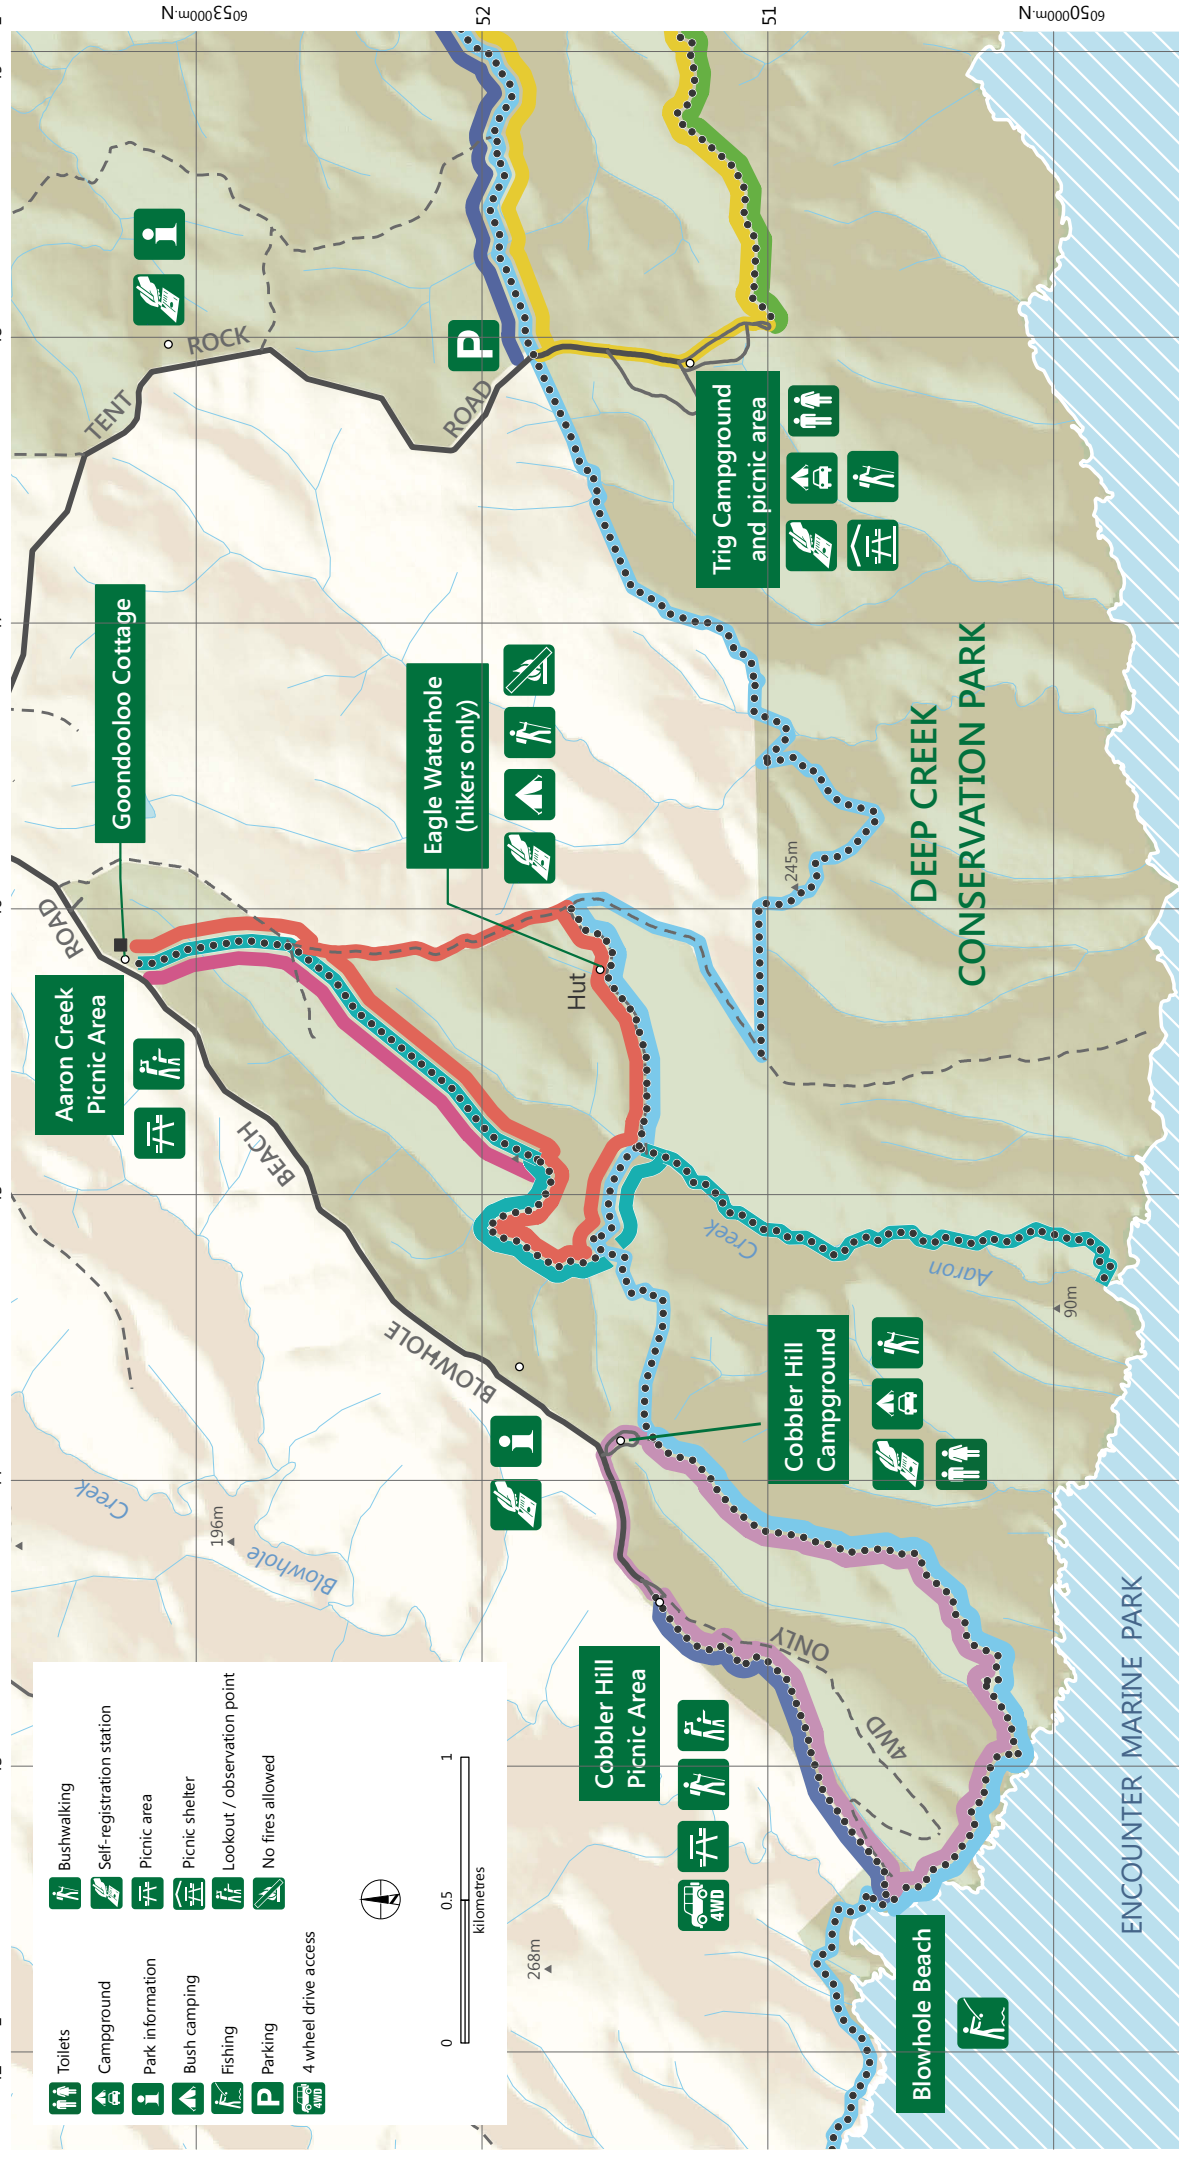 6053000m.N
52
51
6050000m.N
TENT
ROCK
ROAD
P
Goondooloo Cottage
Trig Campground
and picnic area
Eagle Waterhole
(hikers only)
Hut
245m
DEEP CREEK
CONSERVATION PARK
ROAD
Aaron Creek
Picnic Area
BEACH
BLOWHOLE
Creek
Aaron
90m
Cobbler Hill
Campground
Creek
Blowhole
196m
i
i
Cobbler Hill
Picnic Area
4WD
ONLY
4WD
268m
Blowhole Beach
ENCOUNTER MARINE PARK
Toilets
Campground
i Park information
Bush camping
Fishing
P Parking
4WD 4 wheel drive access
Bushwalking
Self-registration station
Picnic area
Picnic shelter
Lookout / observation point
No fires allowed
N
0 0.5 1
kilometres